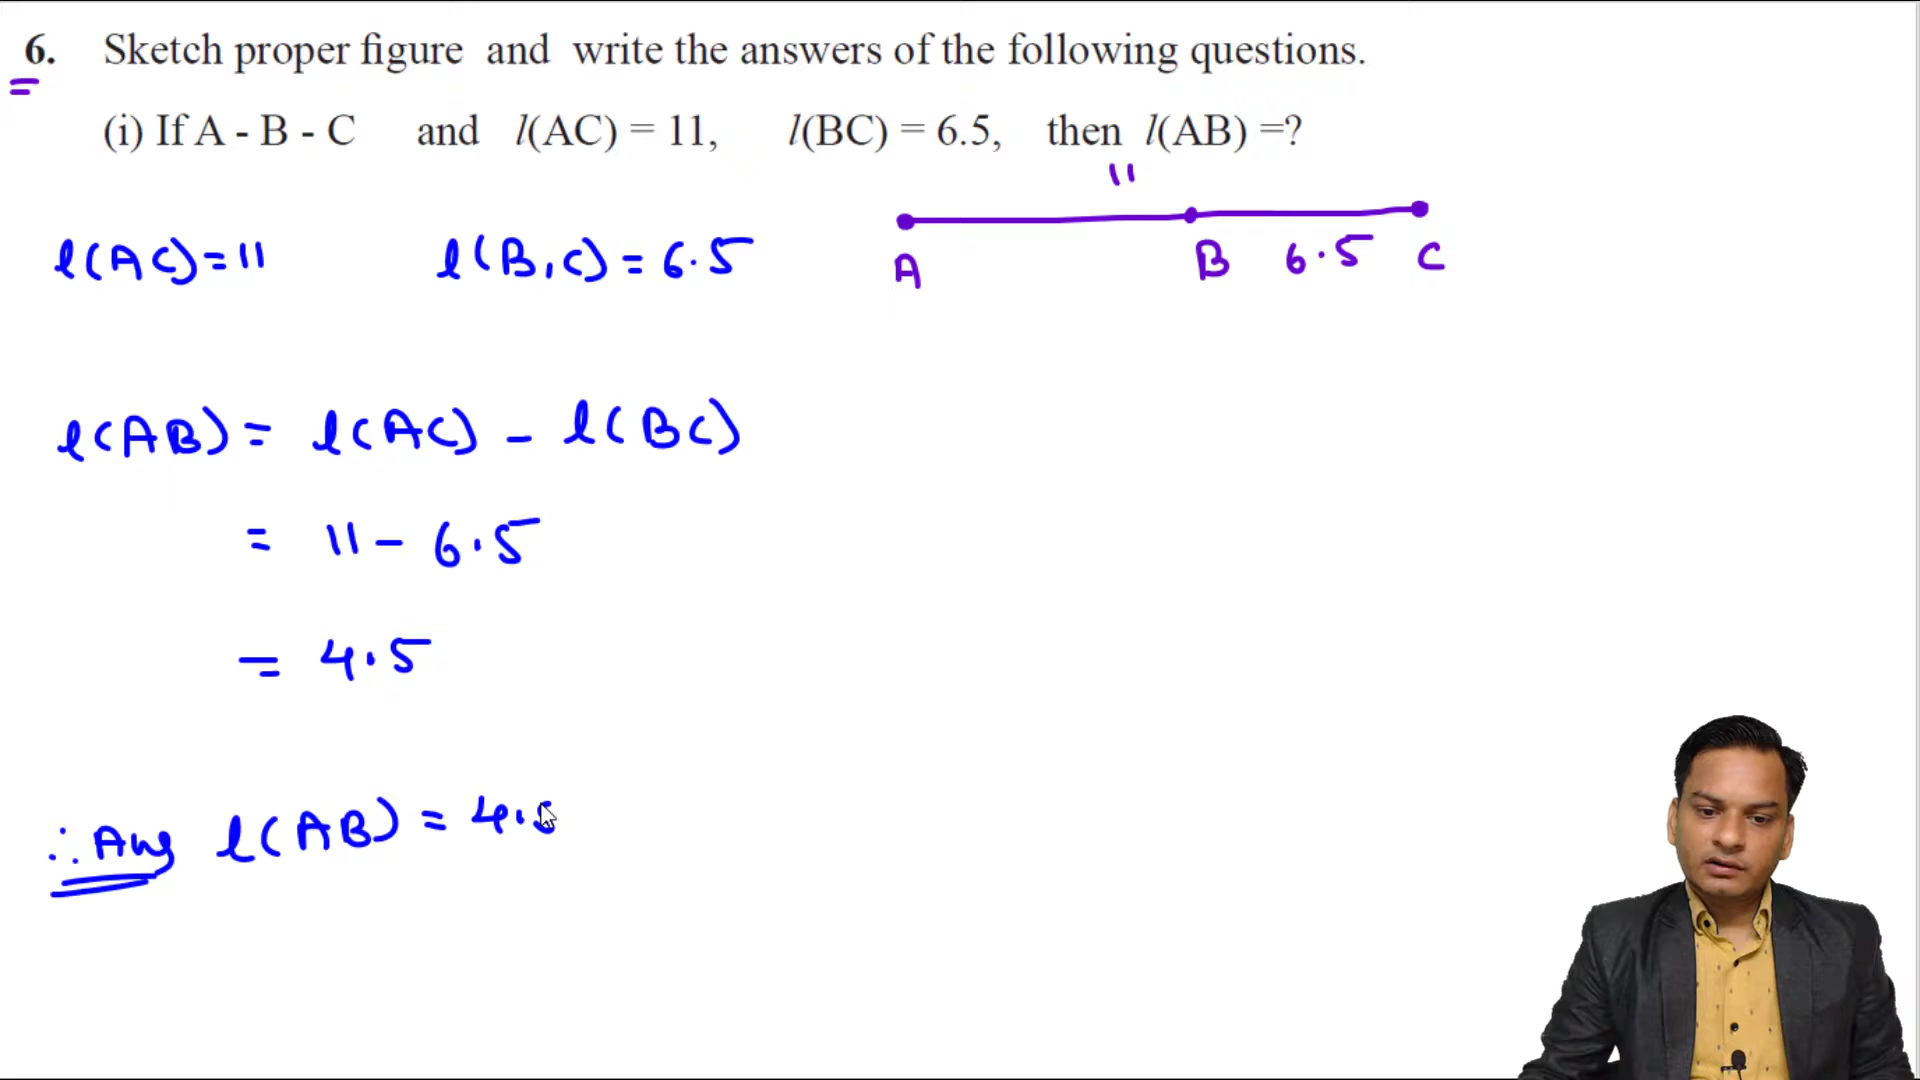 6. Sketch proper figure and write the answers of the following questions.
(i) If A - B - C and l(AC) = 11, l(BC) = 6.5, then l(AB) =?
11
A B 6.5 C
l(AC)=11 l(B,C)=6.5
l(AB) = l(AC) - l(BC)
= 11 - 6.5
= 4.5
∴ Ans l(AB) = 4.5